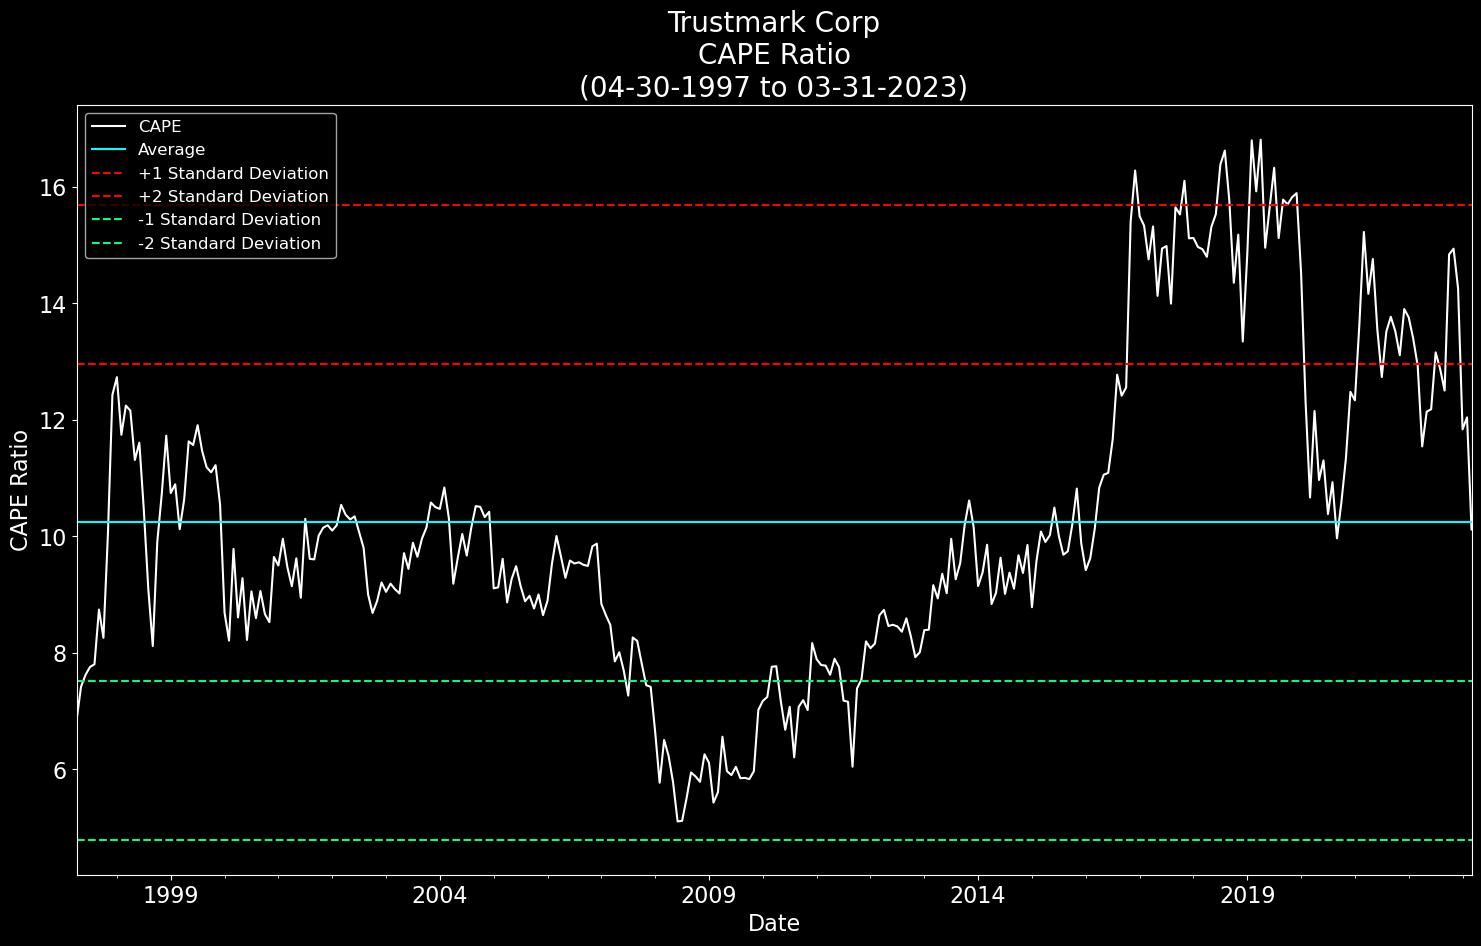 Trustmark Corp
CAPE Ratio
(04-30-1997 to 03-31-2023)
CAPE
Average
+1 Standard Deviation
+2 Standard Deviation
-1 Standard Deviation
-2 Standard Deviation
16
14
12
10
8
6
CAPE Ratio
1999
2004
2009
2014
2019
Date